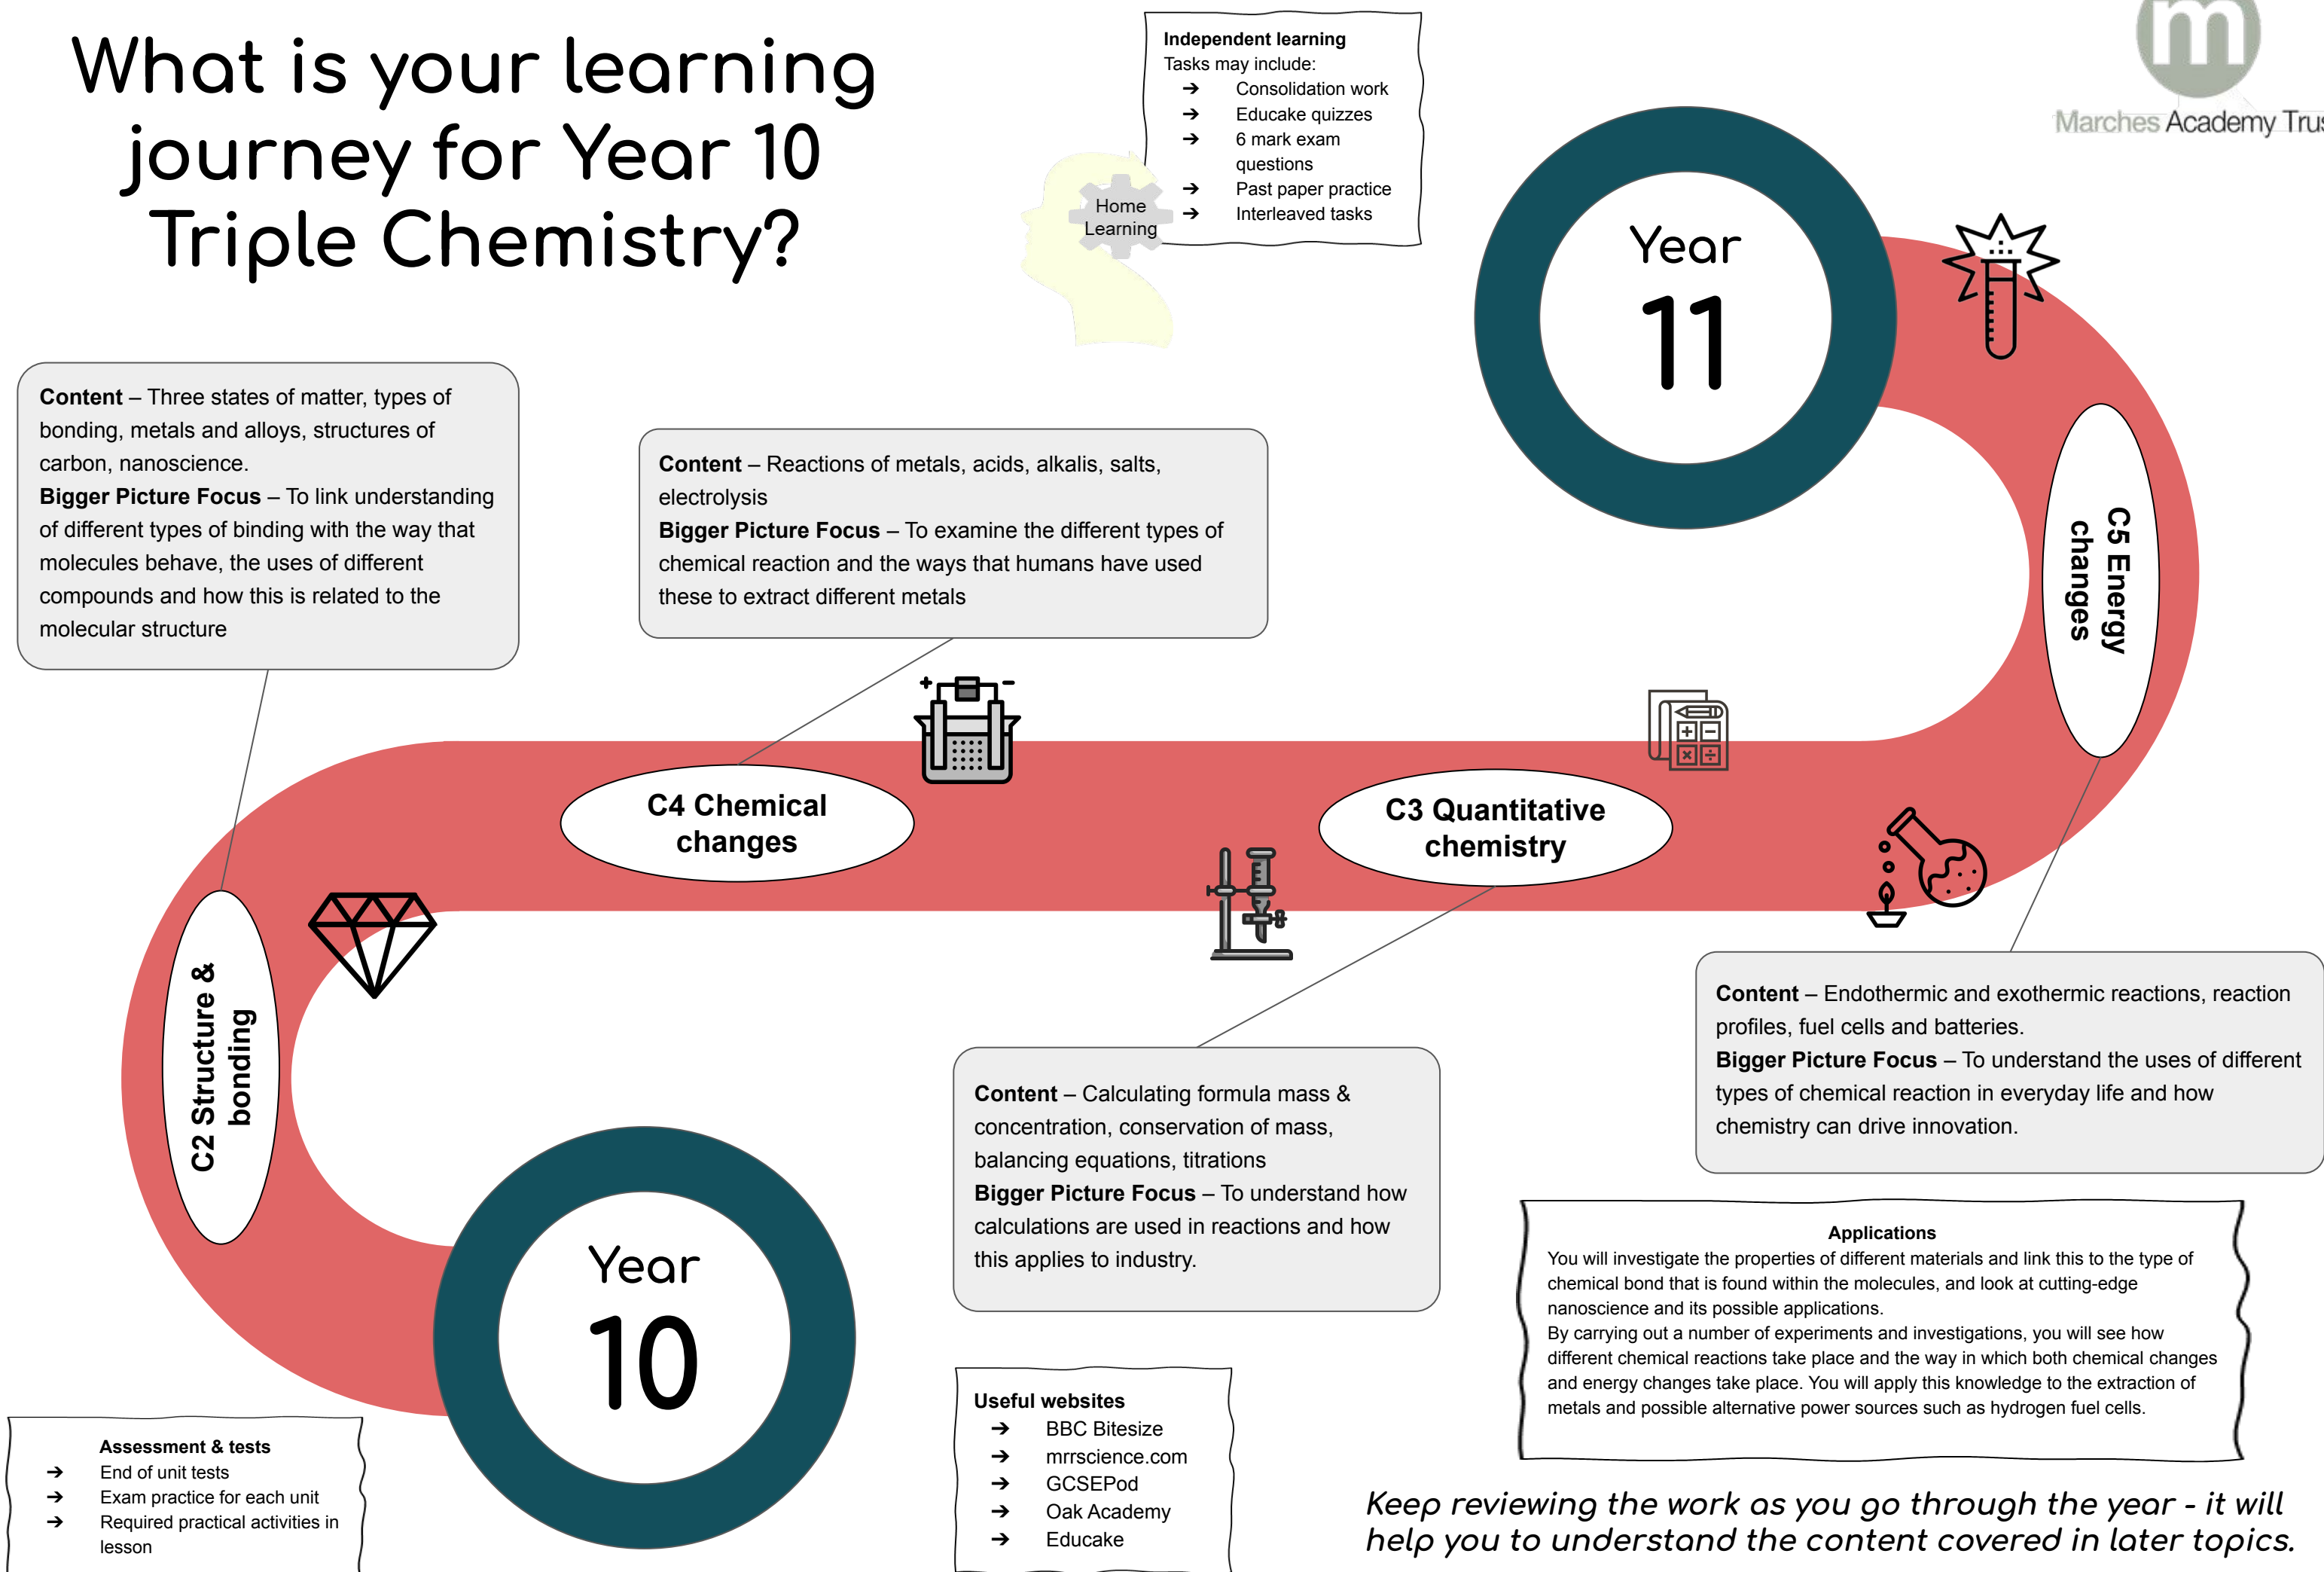 What is your learning
journey for Year 10
Triple Chemistry?
Independent learning
Tasks may include:
➔ Consolidation work
➔ Educake quizzes
➔ 6 mark exam
questions
➔ Past paper practice
➔ Interleaved tasks
Home
Learning
m
Marches Academy Trus
Year
11
Content – Three states of matter, types of
bonding, metals and alloys, structures of
carbon, nanoscience.
Bigger Picture Focus – To link understanding
of different types of binding with the way that
molecules behave, the uses of different
compounds and how this is related to the
molecular structure
Content – Reactions of metals, acids, alkalis, salts,
electrolysis
Bigger Picture Focus – To examine the different types of
chemical reaction and the ways that humans have used
these to extract different metals
C5 Energy
changes
C4 Chemical
changes
C3 Quantitative
chemistry
C2 Structure &
bonding
Content – Endothermic and exothermic reactions, reaction
profiles, fuel cells and batteries.
Bigger Picture Focus – To understand the uses of different
types of chemical reaction in everyday life and how
chemistry can drive innovation.
Content – Calculating formula mass &
concentration, conservation of mass,
balancing equations, titrations
Bigger Picture Focus – To understand how
calculations are used in reactions and how
this applies to industry.
Year
10
Applications
You will investigate the properties of different materials and link this to the type of
chemical bond that is found within the molecules, and look at cutting-edge
nanoscience and its possible applications.
By carrying out a number of experiments and investigations, you will see how
different chemical reactions take place and the way in which both chemical changes
and energy changes take place. You will apply this knowledge to the extraction of
metals and possible alternative power sources such as hydrogen fuel cells.
Assessment & tests
➔ End of unit tests
➔ Exam practice for each unit
➔ Required practical activities in
lesson
Useful websites
➔ BBC Bitesize
➔ mrrscience.com
➔ GCSEPod
➔ Oak Academy
➔ Educake
Keep reviewing the work as you go through the year - it will
help you to understand the content covered in later topics.